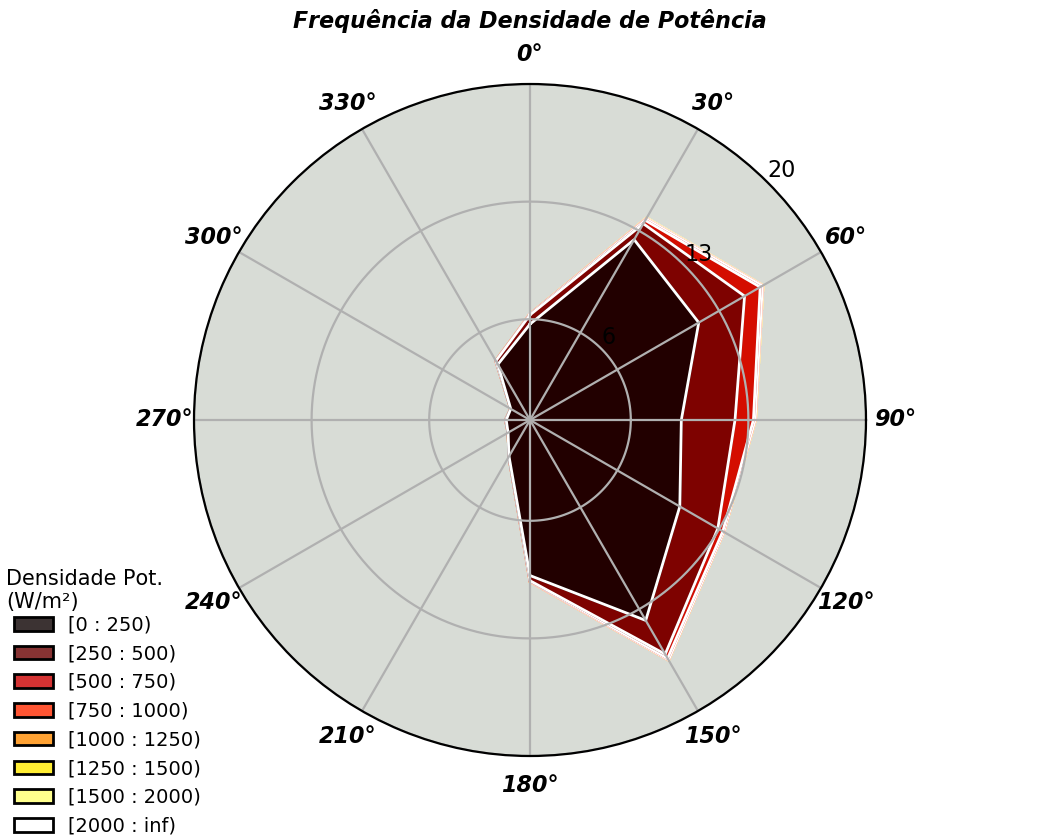 Frequência da Densidade de Potência
0°
330°
30°
20
300°
60°
13
6
270°
90°
240°
120°
210°
150°
180°
Densidade Pot.
(W/m²)
[0 : 250)
[250 : 500)
[500 : 750)
[750 : 1000)
[1000 : 1250)
[1250 : 1500)
[1500 : 2000)
[2000 : inf)